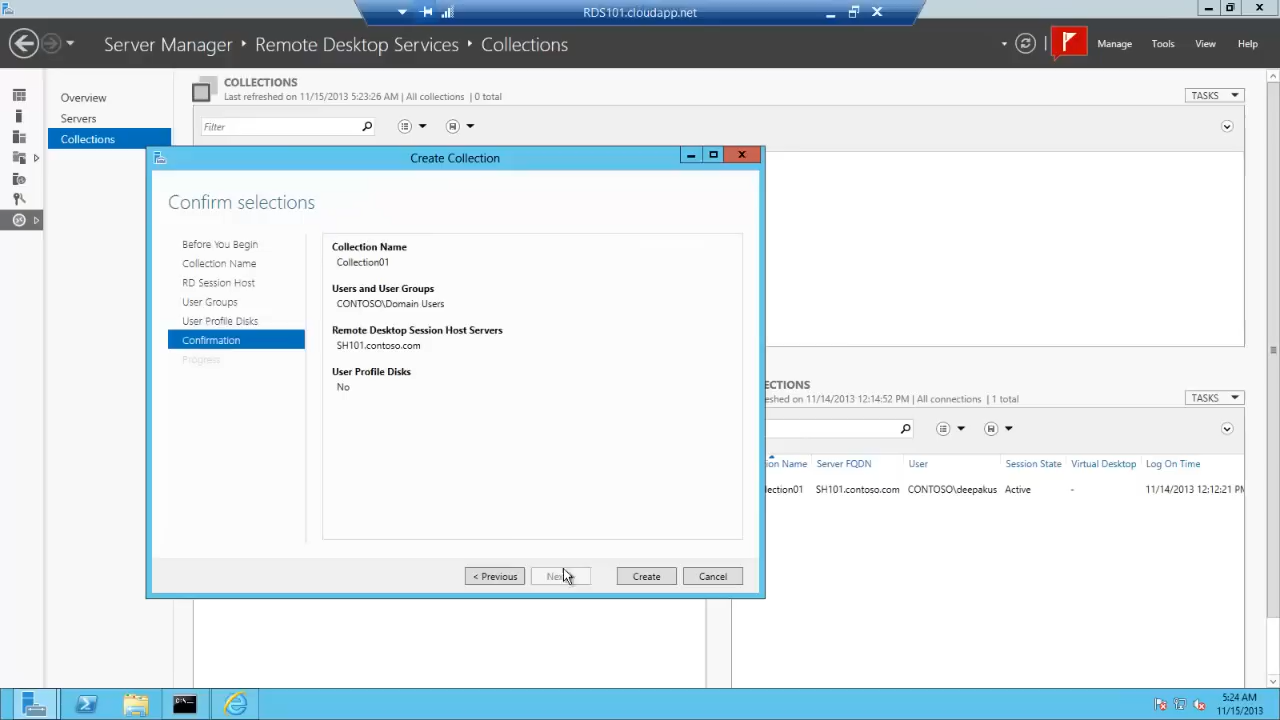 RDS101.cloudapp.net
Server Manager ‣ Remote Desktop Services ‣ Collections
Manage Tools View Help
Overview
Servers
Collections
COLLECTIONS
Last refreshed on 11/15/2013 5:23:26 AM | All collections | 0 total
TASKS
Filter
Create Collection
Confirm selections
Before You Begin
Collection Name
RD Session Host
User Groups
User Profile Disks
Confirmation
Progress
Collection Name
Collection01
Users and User Groups
CONTOSO\Domain Users
Remote Desktop Session Host Servers
SH101.contoso.com
User Profile Disks
No
< Previous
Create
Cancel
ECTIONS
eshed on 11/14/2013 12:14:52 PM | All connections | 1 total
TASKS
ion Name Server FQDN User Session State Virtual Desktop Log On Time
lection01 SH101.contoso.com CONTOSO\deepakus Active - 11/14/2013 12:12:21 PM
5:24 AM
11/15/2013